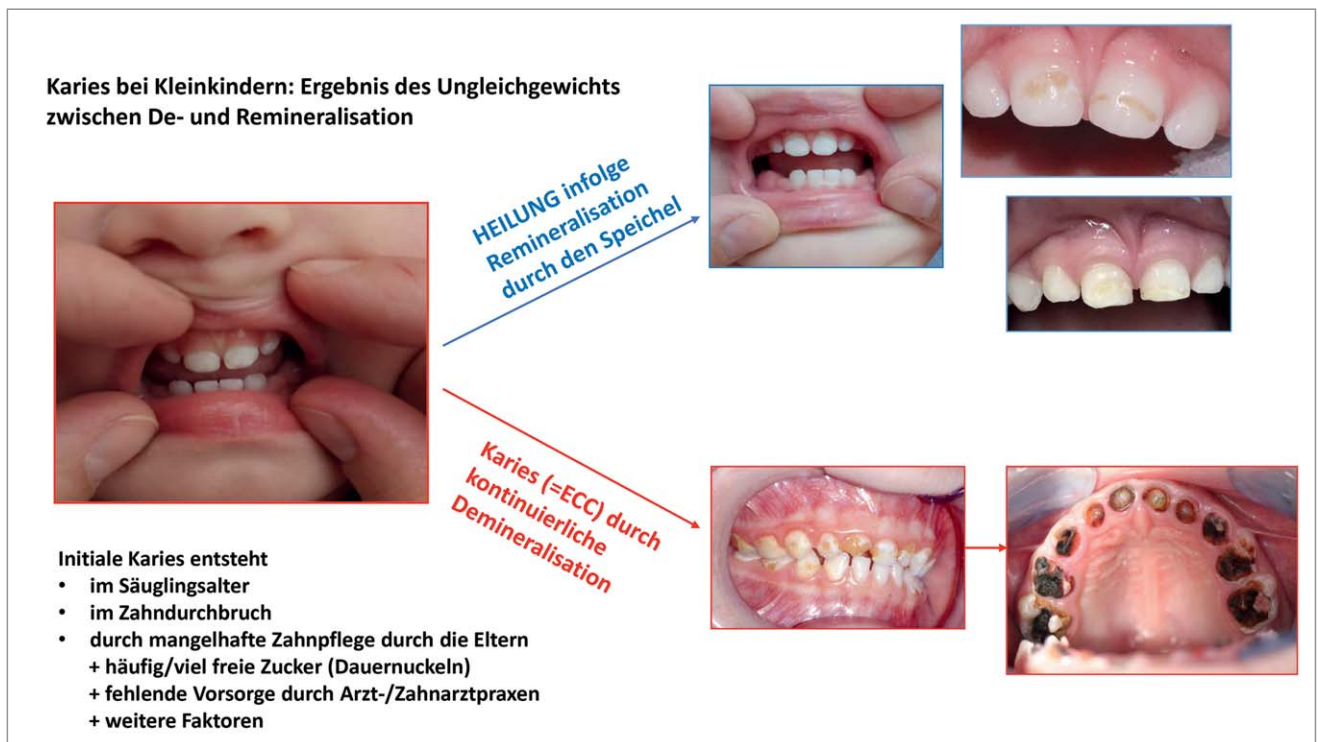 Karies bei Kleinkindern: Ergebnis des Ungleichgewichts
zwischen De- und Remineralisation
HEILUNG infolge
Remineralisation
durch den Speichel
Karies (=ECC) durch
kontinuierliche
Demineralisation
Initiale Karies entsteht
• im Säuglingsalter
• im Zahndurchbruch
• durch mangelhafte Zahnpflege durch die Eltern
+ häufig/viel freie Zucker (Dauernuckeln)
+ fehlende Vorsorge durch Arzt-/Zahnarztpraxen
+ weitere Faktoren